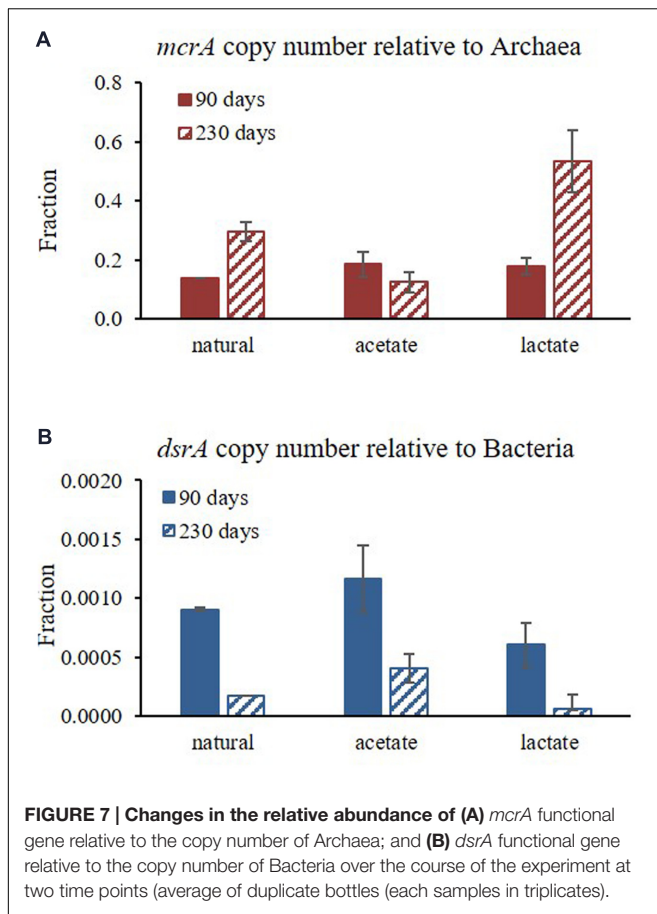 A
mcrA copy number relative to Archaea
90 days
230 days
Fraction
0.8
0.6
0.4
0.2
0.0
natural acetate lactate
B
dsrA copy number relative to Bacteria
90 days
230 days
Fraction
0.0020
0.0015
0.0010
0.0005
0.0000
natural acetate lactate
FIGURE 7 | Changes in the relative abundance of (A) mcrA functional
gene relative to the copy number of Archaea; and (B) dsrA functional gene
relative to the copy number of Bacteria over the course of the experiment at
two time points (average of duplicate bottles (each samples in triplicates).